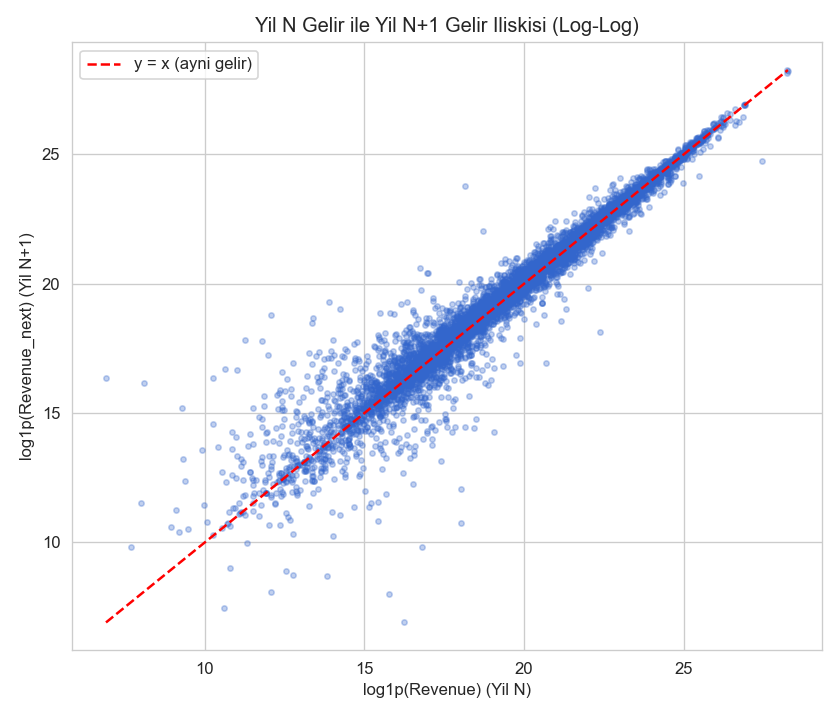 Yil N Gelir ile Yil N+1 Gelir Iliskisi (Log-Log)
y = x (ayni gelir)
log1p(Revenue_next) (Yil N+1)
25
20
15
10
10
15
20
25
log1p(Revenue) (Yil N)